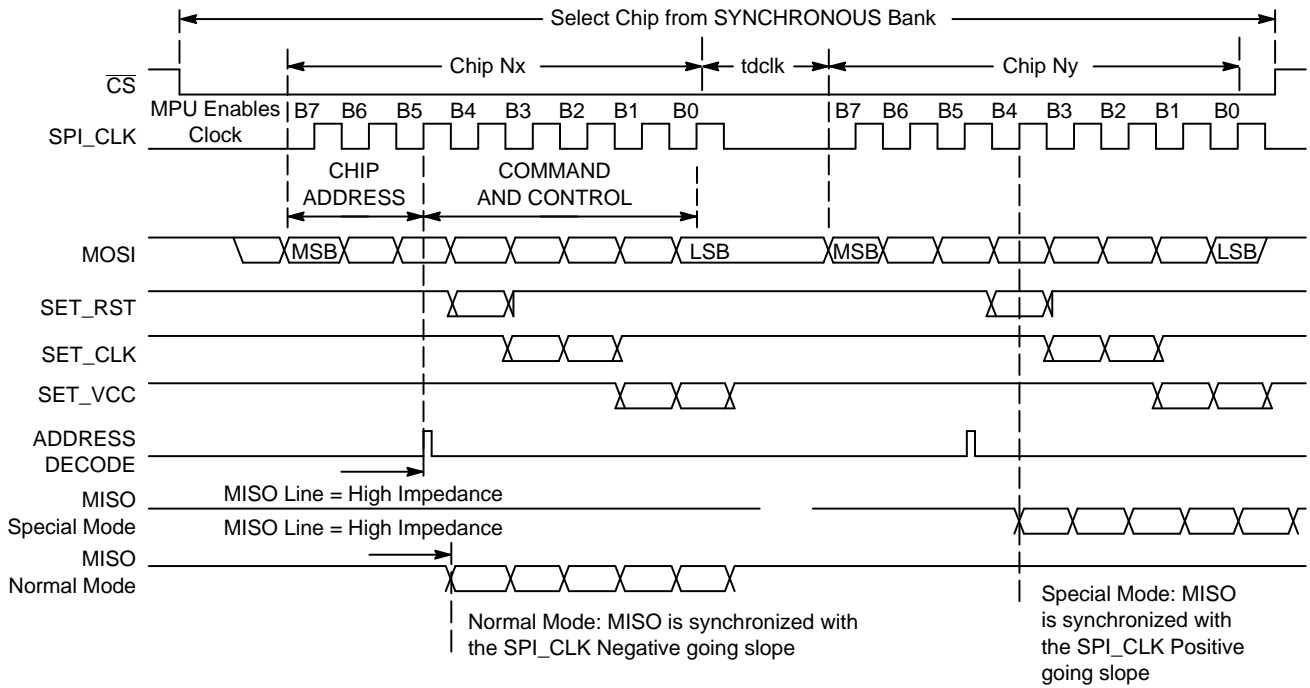 Select Chip from SYNCHRONOUS Bank
Chip Nx
tdclk
Chip Ny
CS
MPU Enables
Clock
B7 B6 B5 B4 B3 B2 B1 B0
B7 B6 B5 B4 B3 B2 B1 B0
SPI_CLK
CHIP
ADDRESS
COMMAND
AND CONTROL
MOSI
MSB
LSB
MSB
LSB
SET_RST
SET_CLK
SET_VCC
ADDRESS
DECODE
MISO Line = High Impedance
MISO
Special Mode
MISO Line = High Impedance
MISO
Normal Mode
Normal Mode: MISO is synchronized with
the SPI_CLK Negative going slope
Special Mode: MISO
is synchronized with
the SPI_CLK Positive
going slope